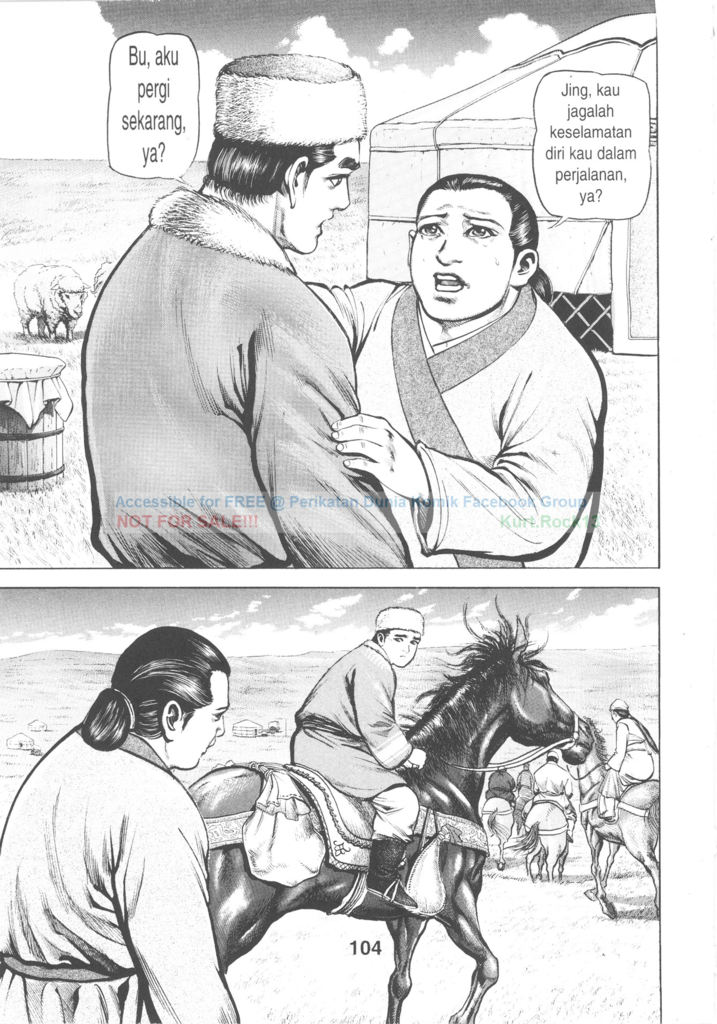 Bu, aku
pergi
sekarang,
ya?
Jing, kau
jagalah
keselamatan
diri kau dalam
perjalanan,
ya?
Accessible for FREE @ Perikatan Dunia Komik Facebook Group
NOT FOR SALE!!!
Kurt.Rock13
104